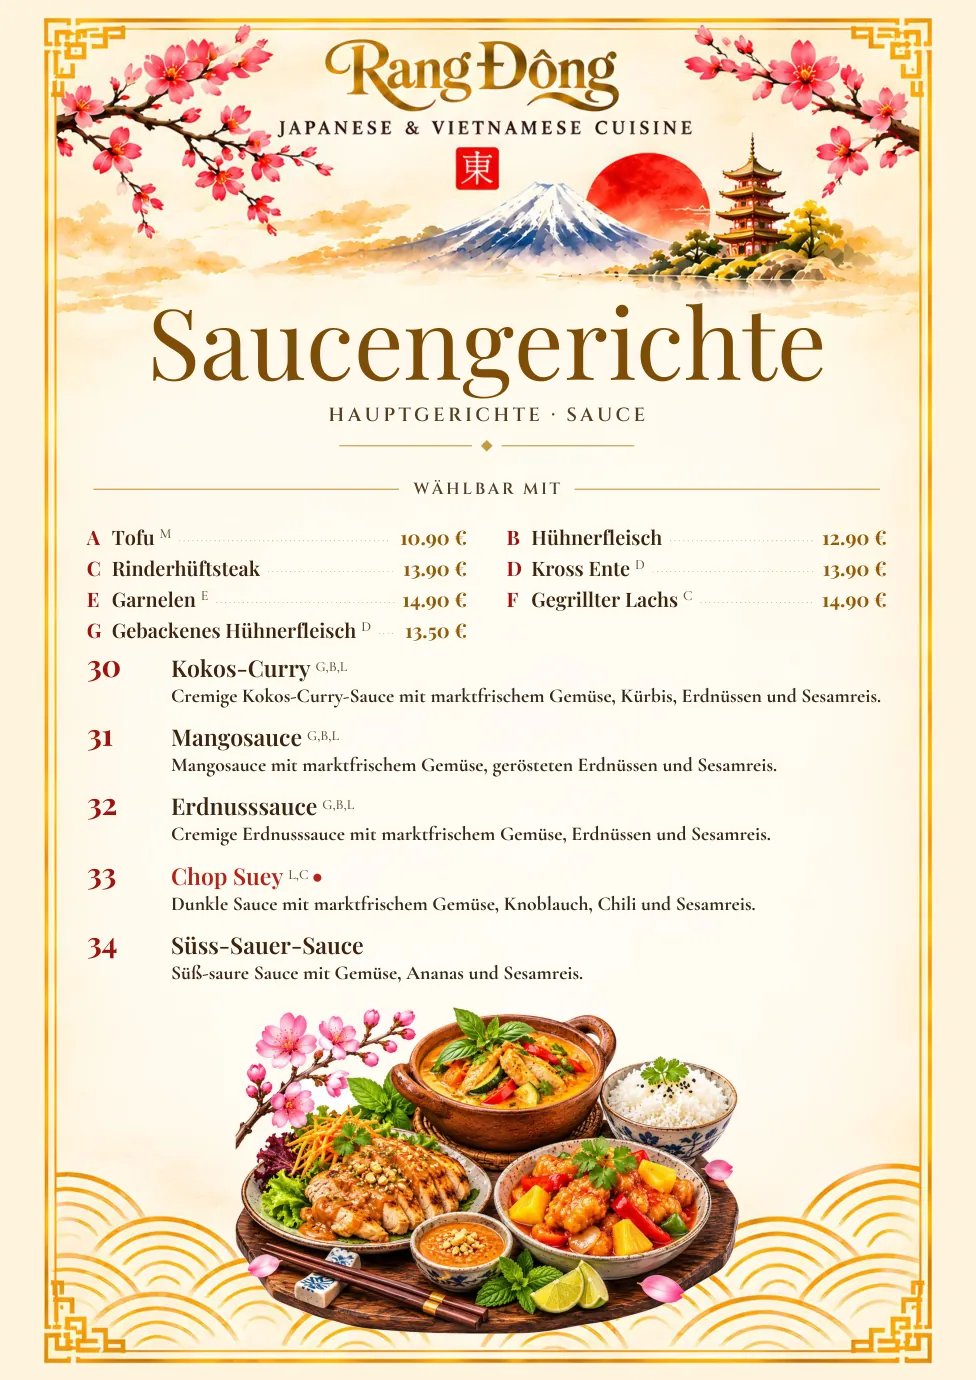 Rang Đông
JAPANESE & VIETNAMESE CUISINE
東
Saucengerichte
HAUPTGERICHTE · SAUCE
WÄHLBAR MIT
A Tofu M 10.90 €
B Hühnerfleisch 12.90 €
C Rinderhüftsteak 13.90 €
D Kross Ente D 13.90 €
E Garnelen E 14.90 €
F Gegrillter Lachs C 14.90 €
G Gebackenes Hühnerfleisch D 13.50 €
30 Kokos-Curry G,B,L
Cremige Kokos-Curry-Sauce mit marktfrischem Gemüse, Kürbis, Erdnüssen und Sesamreis.
31 Mangosauce G,B,L
Mangosauce mit marktfrischem Gemüse, gerösteten Erdnüssen und Sesamreis.
32 Erdnusssauce G,B,L
Cremige Erdnusssauce mit marktfrischem Gemüse, Erdnüssen und Sesamreis.
33 Chop Suey L,C ●
Dunkle Sauce mit marktfrischem Gemüse, Knoblauch, Chili und Sesamreis.
34 Süss-Sauer-Sauce
Süß-saure Sauce mit Gemüse, Ananas und Sesamreis.